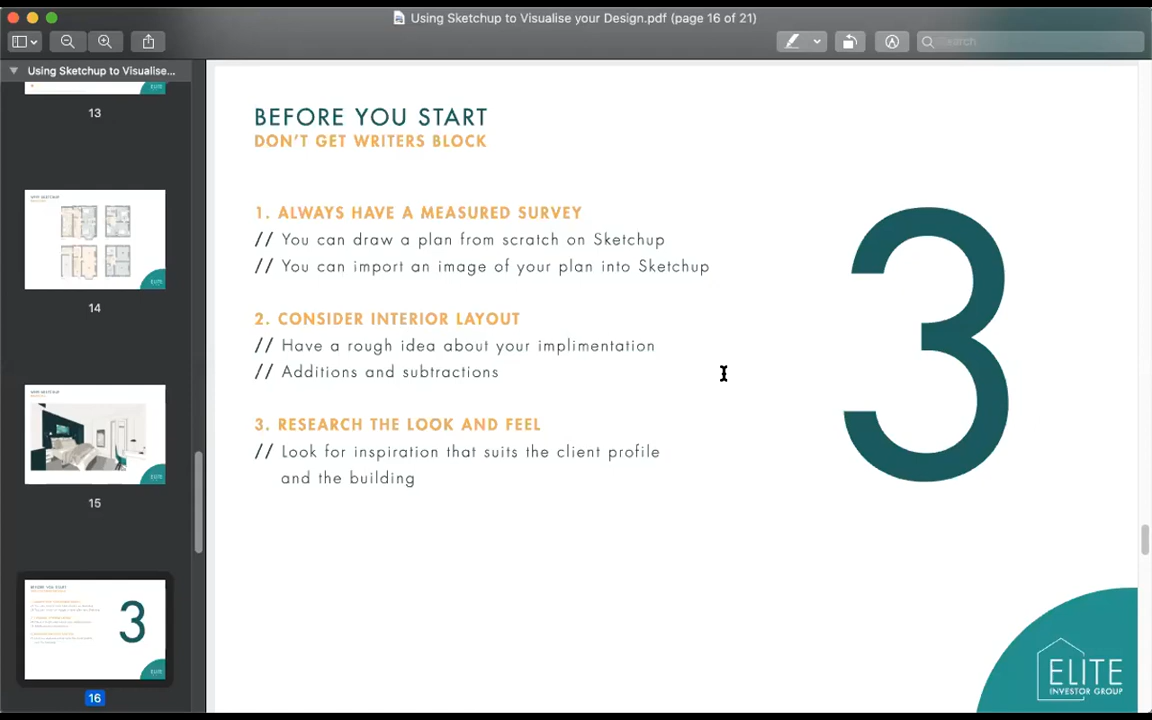 Using Sketchup to Visualise your Design.pdf (page 16 of 21)
Search
Using Sketchup to Visualise...
13
14
15
16
BEFORE YOU START
DON'T GET WRITERS BLOCK
1. ALWAYS HAVE A MEASURED SURVEY
// You can draw a plan from scratch on Sketchup
// You can import an image of your plan into Sketchup
2. CONSIDER INTERIOR LAYOUT
// Have a rough idea about your implimentation
// Additions and subtractions
3. RESEARCH THE LOOK AND FEEL
// Look for inspiration that suits the client profile
and the building
3
ELITE
INVESTOR GROUP